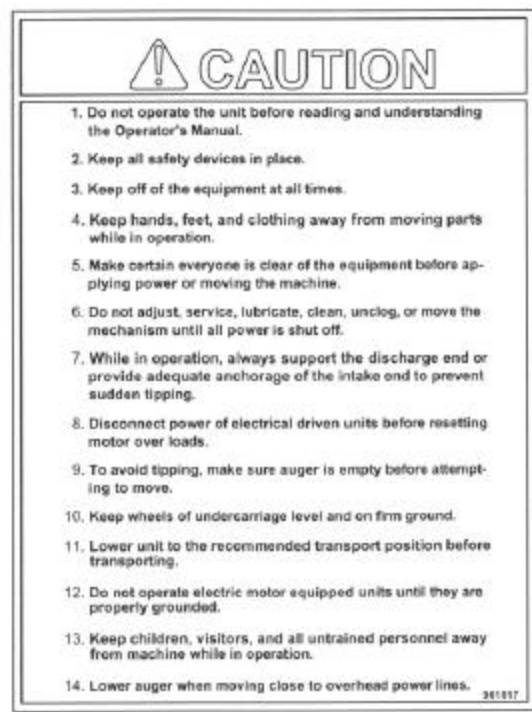 CAUTION
1. Do not operate the unit before reading and understanding
the Operator's Manual.
2. Keep all safety devices in place.
3. Keep off of the equipment at all times.
4. Keep hands, feet, and clothing away from moving parts
while in operation.
5. Make certain everyone is clear of the equipment before ap-
plying power or moving the machine.
6. Do not adjust, service, lubricate, clean, unclog, or move the
mechanism until all power is shut off.
7. While in operation, always support the discharge end or
provide adequate anchorage of the intake end to prevent
sudden tipping.
8. Disconnect power of electrical driven units before resetting
motor over loads.
9. To avoid tipping, make sure auger is empty before attempt-
ing to move.
10. Keep wheels of undercarriage level and on firm ground.
11. Lower unit to the recommended transport position before
transporting.
12. Do not operate electric motor equipped units until they are
properly grounded.
13. Keep children, visitors, and all untrained personnel away
from machine while in operation.
14. Lower auger when moving close to overhead power lines.